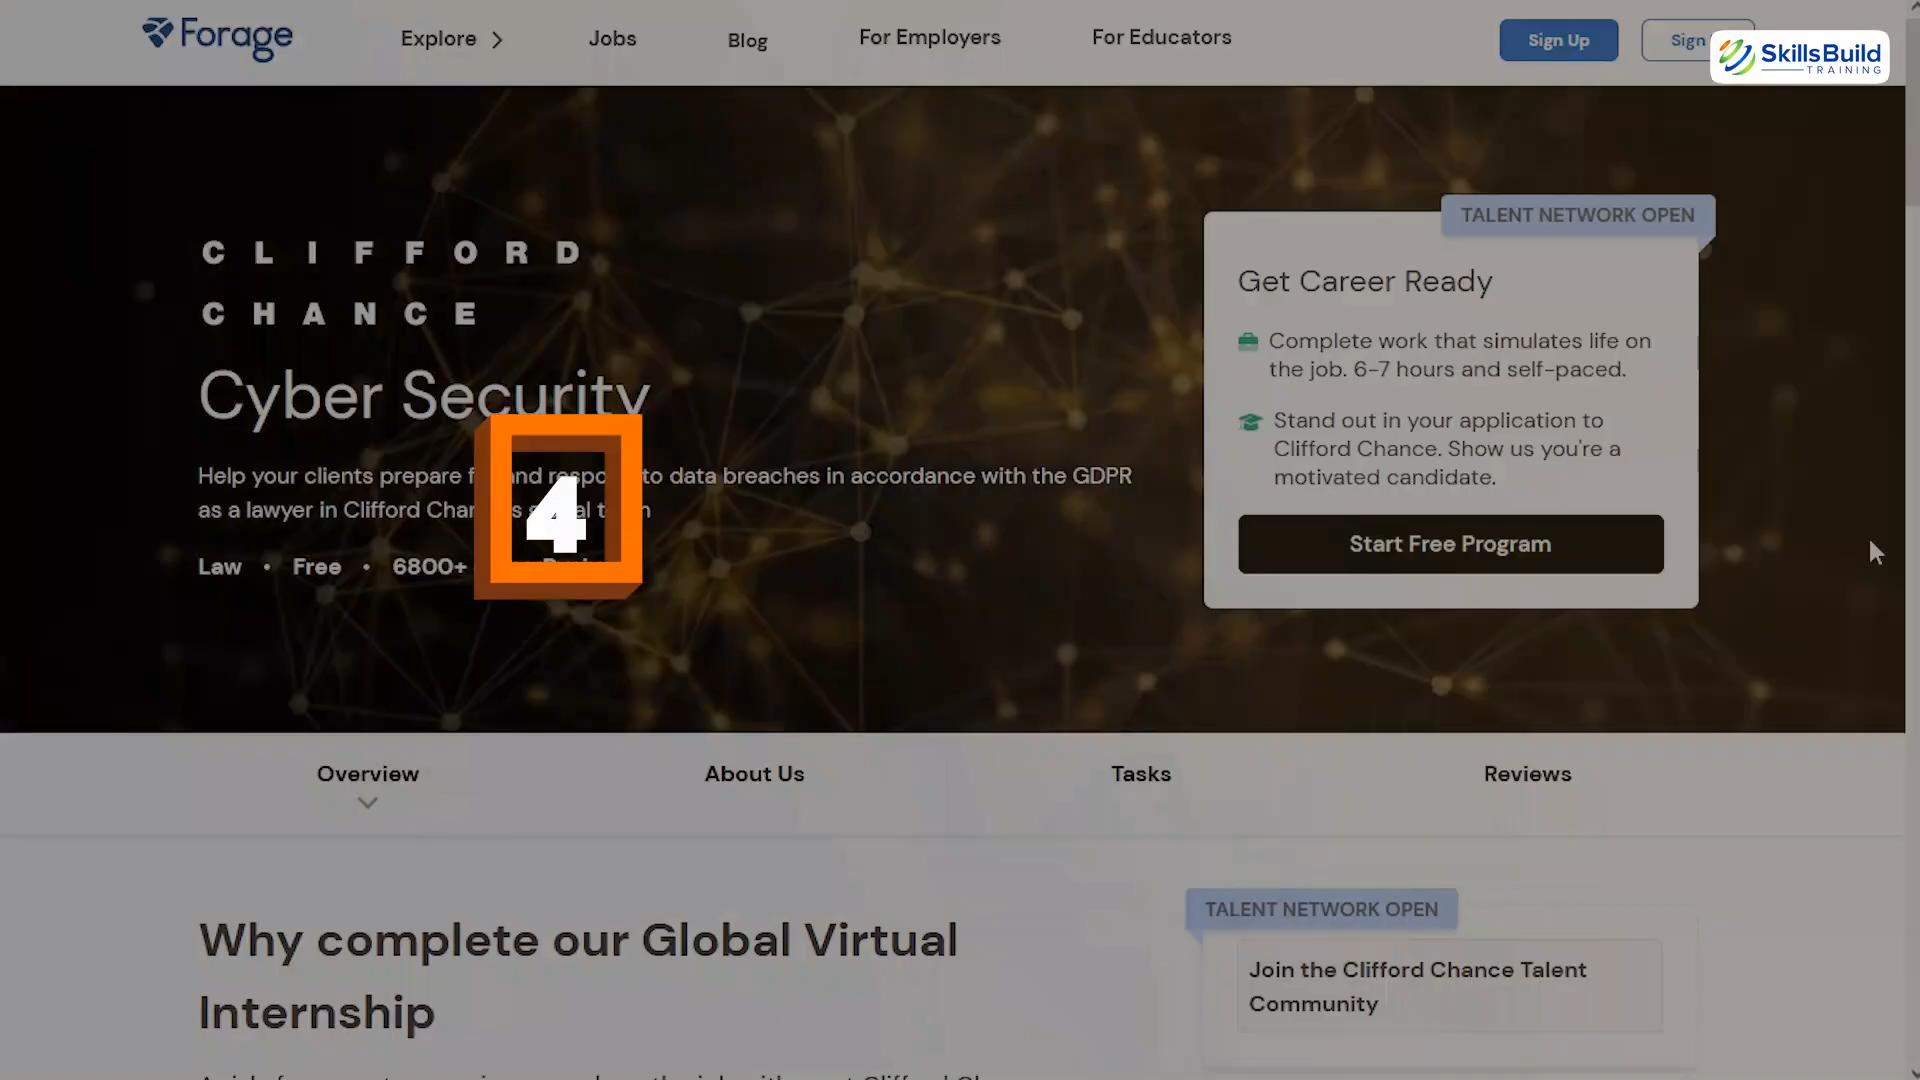 Forage
Explore
Jobs
Blog
For Employers
For Educators
Sign Up
Sign
SkillsBuild
TRAINING
CLIFFORD
CHANCE
Cyber Security
TALENT NETWORK OPEN
Get Career Ready
Complete work that simulates life on
the job. 6-7 hours and self-paced.
Stand out in your application to
Clifford Chance. Show us you're a
motivated candidate.
Start Free Program
Help your clients prepare and to data breaches in accordance with the GDPR
as a lawyer in Clifford
4
Law • Free • 6800+
Overview
About Us
Tasks
Reviews
Why complete our Global Virtual
Internship
TALENT NETWORK OPEN
Join the Clifford Chance Talent
Community